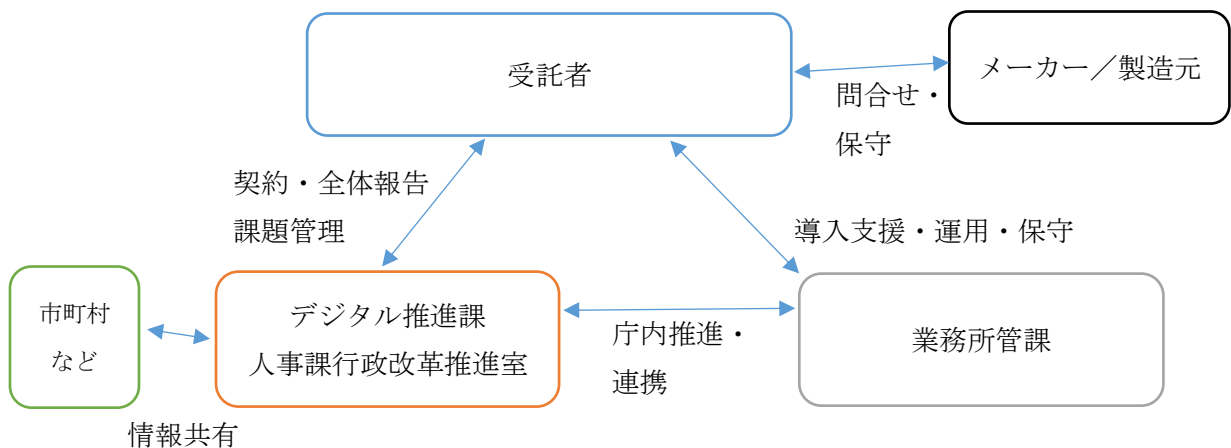 受託者
メーカー／製造元
問合せ・
保守
契約・全体報告
課題管理
導入支援・運用・保守
市町村
など
デジタル推進課
人事課行政改革推進室
庁内推進・
連携
業務所管課
情報共有